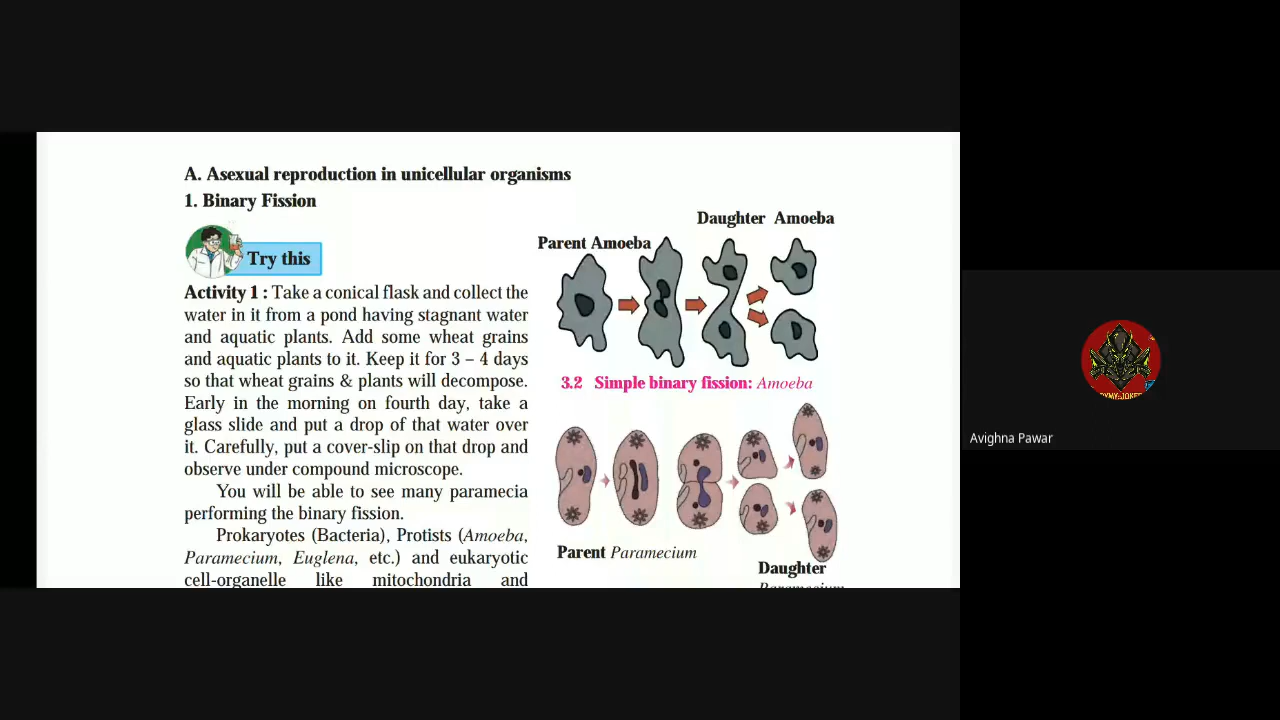 A. Asexual reproduction in unicellular organisms
1. Binary Fission
Try this
Activity 1 : Take a conical flask and collect the
water in it from a pond having stagnant water
and aquatic plants. Add some wheat grains
and aquatic plants to it. Keep it for 3 – 4 days
so that wheat grains & plants will decompose.
Early in the morning on fourth day, take a
glass slide and put a drop of that water over
it. Carefully, put a cover-slip on that drop and
observe under compound microscope.
You will be able to see many paramecia
performing the binary fission.
Prokaryotes (Bacteria), Protists (Amoeba,
Paramecium, Euglena, etc.) and eukaryotic
cell-organelle like mitochondria and
Daughter Amoeba
Parent Amoeba
3.2 Simple binary fission: Amoeba
Parent Paramecium
Daughter
Paramecium
Avighna Pawar